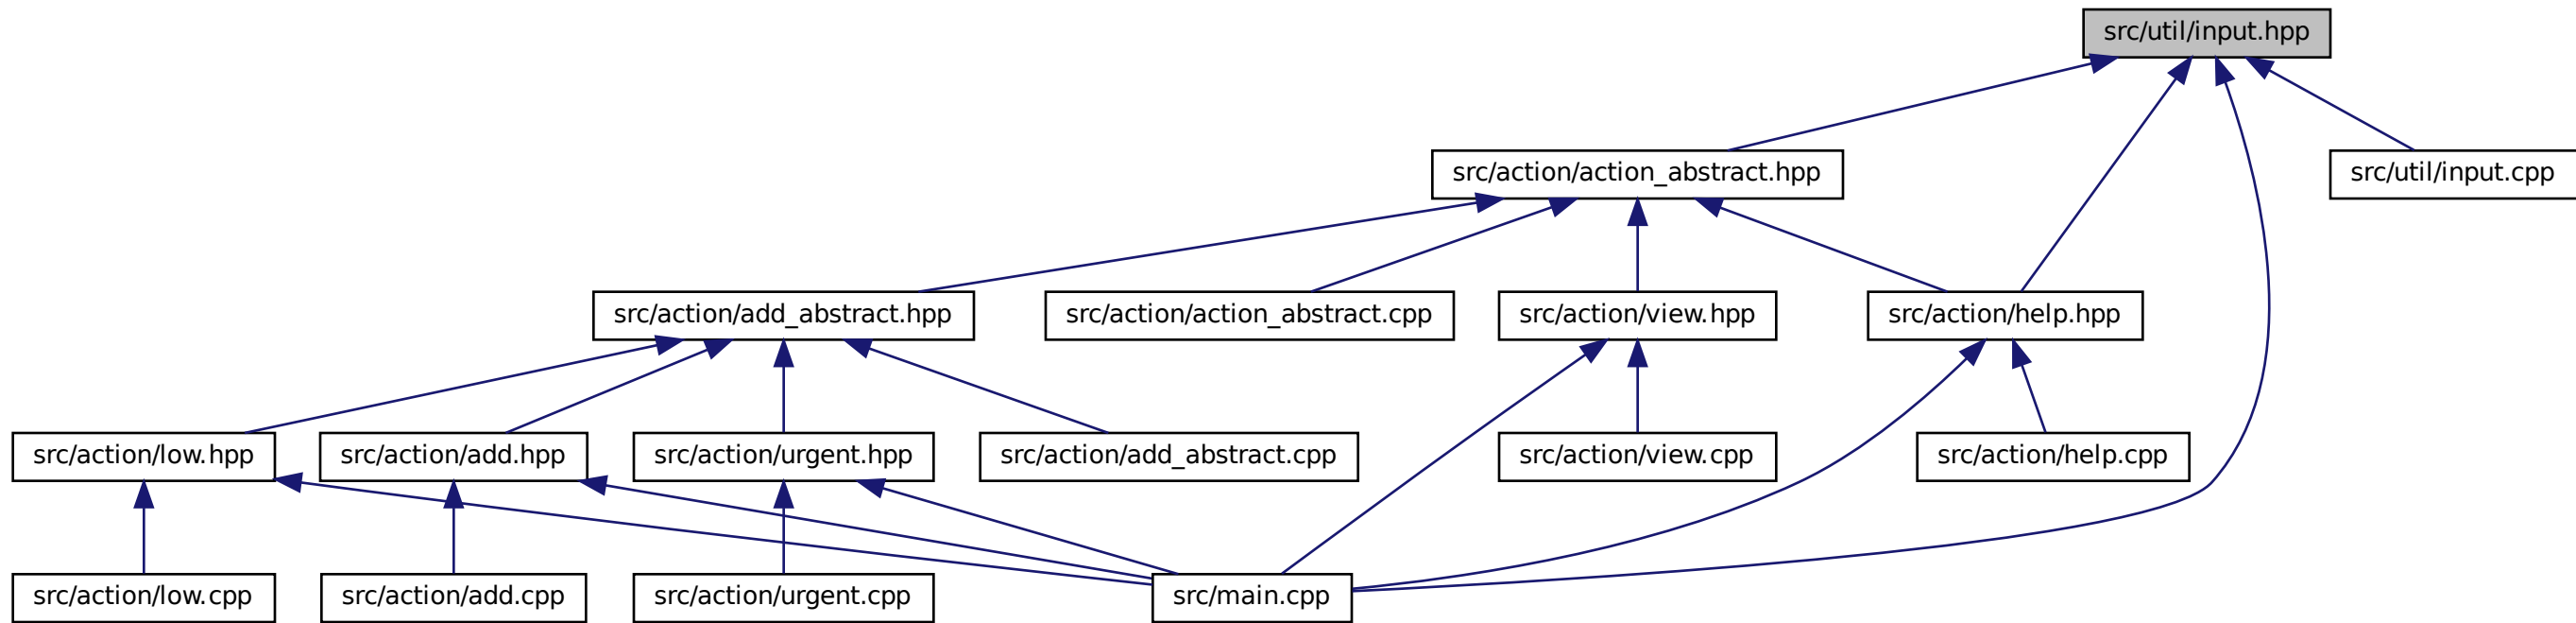 src/util/input.hpp
src/action/action_abstract.hpp
src/util/input.cpp
src/action/add_abstract.hpp
src/action/action_abstract.cpp
src/action/view.hpp
src/action/help.hpp
src/action/low.hpp
src/action/add.hpp
src/action/urgent.hpp
src/action/add_abstract.cpp
src/action/view.cpp
src/action/help.cpp
src/action/low.cpp
src/action/add.cpp
src/action/urgent.cpp
src/main.cpp